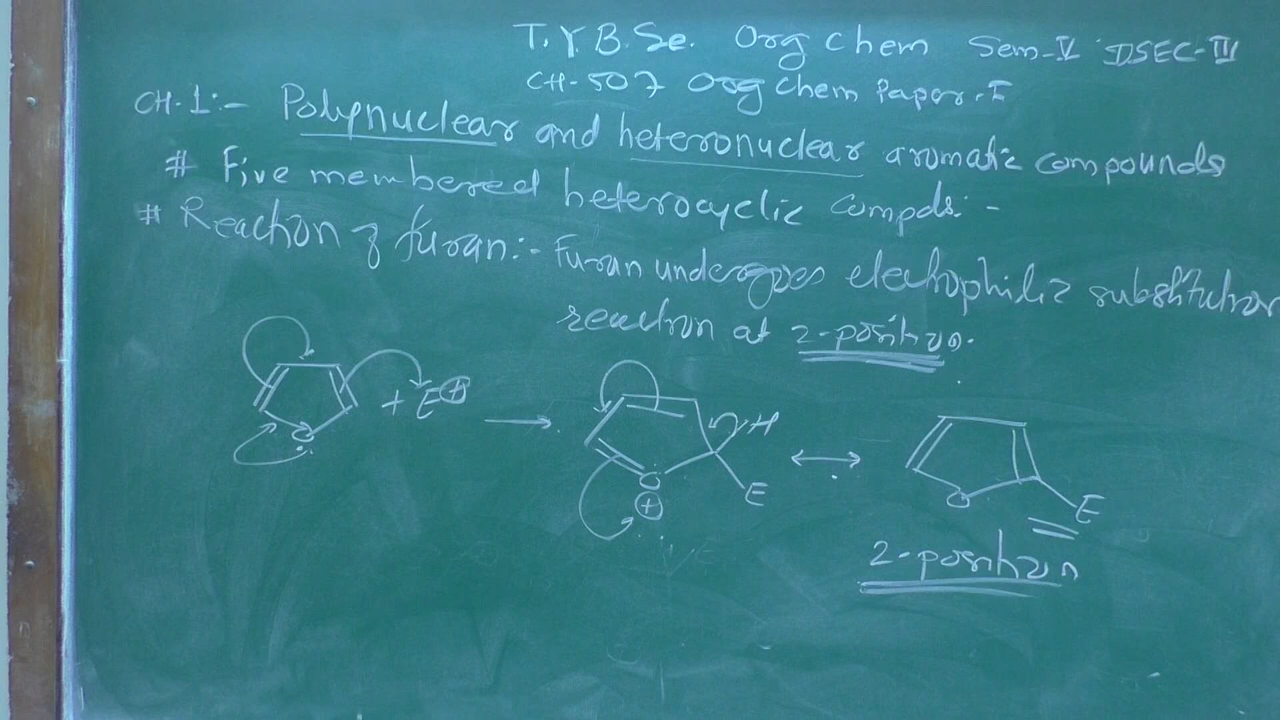 T.Y.B.Sc. Org chem Sem-V DSEC-III
CH-507 Org chem Paper-I
CH-1:- Polynuclear and heteronuclear aromatic compounds
# Five membered heterocyclic compds:-
# Reaction of furan:- Furan undergoes electrophilic substitution
reaction at 2-position.
O + E⊕ → O ⊕ H E ↔ O E
2-position